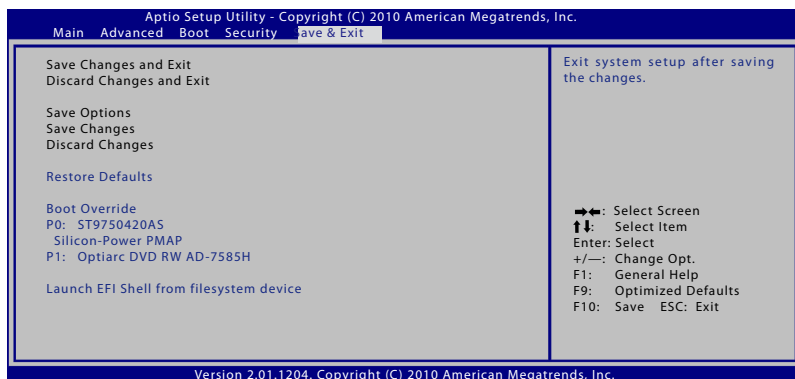 Aptio Setup Utility - Copyright (C) 2010 American Megatrends, Inc.
Main Advanced Boot Security Save & Exit
Save Changes and Exit
Discard Changes and Exit
Save Options
Save Changes
Discard Changes
Restore Defaults
Boot Override
P0: ST9750420AS
Silicon-Power PMAP
P1: Optiarc DVD RW AD-7585H
Launch EFI Shell from filesystem device
Exit system setup after saving
the changes.
→←: Select Screen
↑↓: Select Item
Enter: Select
+/—: Change Opt.
F1: General Help
F9: Optimized Defaults
F10: Save ESC: Exit
Version 2.01.1204. Copyright (C) 2010 American Megatrends, Inc.